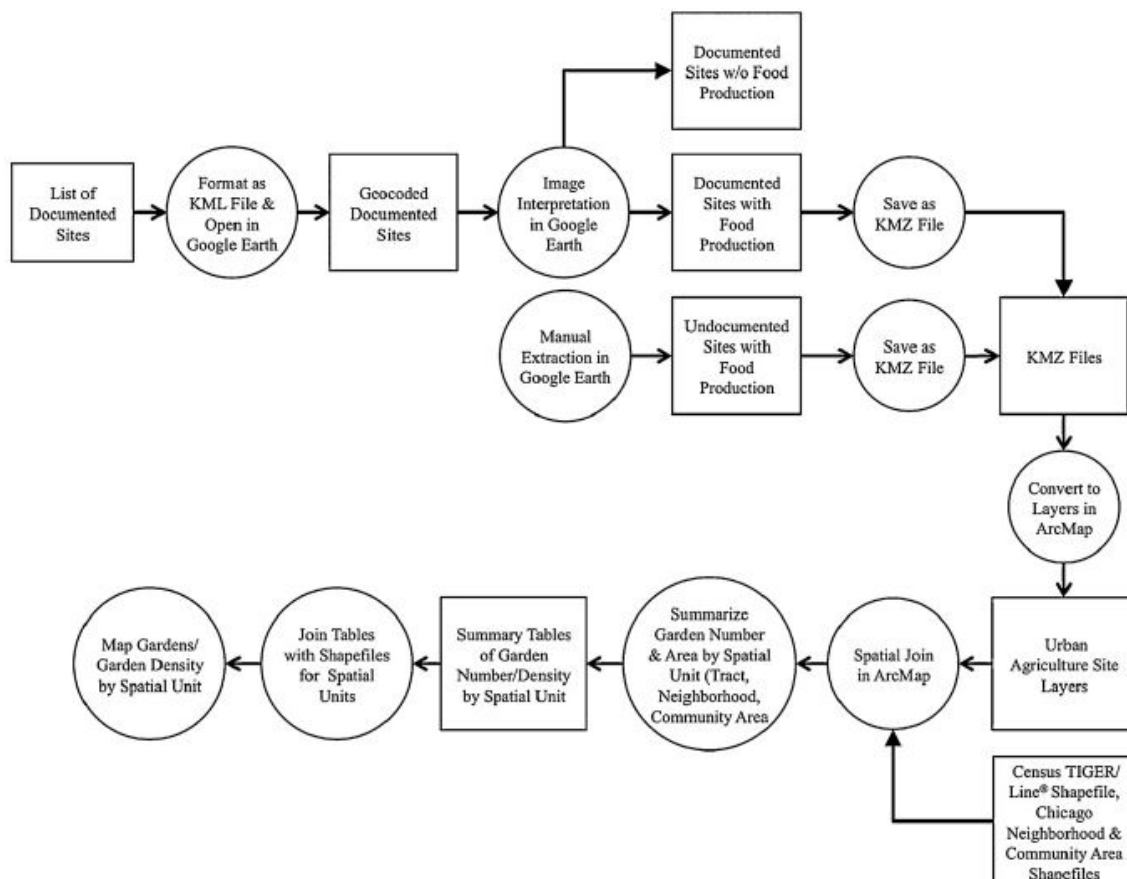 Documented
Sites w/o Food
Production
List of
Documented
Sites
Format as
KML File &
Open in
Google Earth
Geocoded
Documented
Sites
Image
Interpretation
in Google
Earth
Documented
Sites with
Food
Production
Save as
KMZ File
Manual
Extraction in
Google Earth
Undocumented
Sites with
Food
Production
Save as
KMZ File
KMZ Files
Convert to
Layers in
ArcMap
Urban
Agriculture Site
Layers
Spatial Join
in ArcMap
Summarize
Garden Number
& Area by Spatial
Unit (Tract,
Neighborhood,
Community Area
Summary Tables
of Garden
Number/Density
by Spatial Unit
Join Tables
with Shapefiles
for Spatial
Units
Map Gardens/
Garden Density
by Spatial Unit
Census TIGER/
Line® Shapefile,
Chicago
Neighborhood &
Community Area
Shapefiles